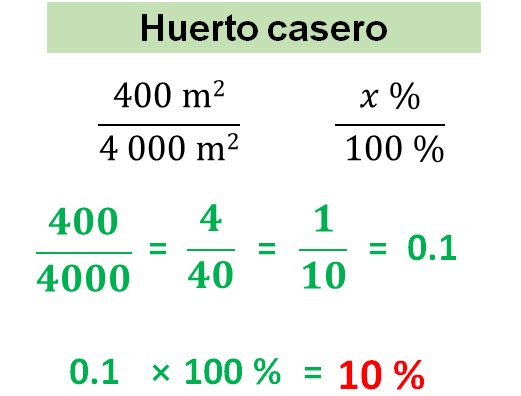 Huerto casero
400 m² / 4 000 m²    x % / 100 %
400/4000 = 4/40 = 1/10 = 0.1
0.1 × 100 % = 10 %